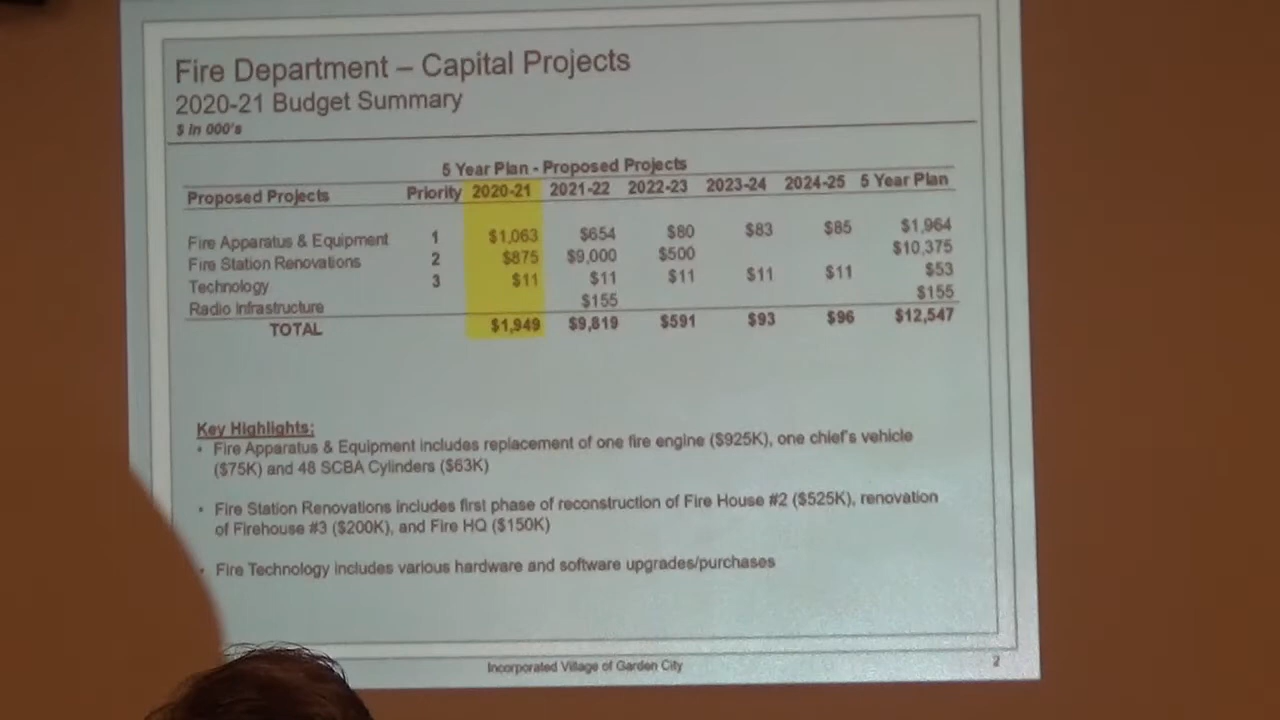 Fire Department – Capital Projects
2020-21 Budget Summary
$ in 000's
5 Year Plan - Proposed Projects
Proposed Projects Priority 2020-21 2021-22 2022-23 2023-24 2024-25 5 Year Plan
Fire Apparatus & Equipment 1 $1,063 $654 $80 $83 $85 $1,964
Fire Station Renovations 2 $875 $9,000 $500 $10,375
Technology 3 $11 $11 $11 $11 $11 $53
Radio Infrastructure $155 $155
TOTAL $1,949 $9,819 $591 $93 $96 $12,547
Key Highlights:
• Fire Apparatus & Equipment includes replacement of one fire engine ($925K), one chief's vehicle
($75K) and 48 SCBA Cylinders ($63K)
• Fire Station Renovations includes first phase of reconstruction of Fire House #2 ($525K), renovation
of Firehouse #3 ($200K), and Fire HQ ($150K)
• Fire Technology includes various hardware and software upgrades/purchases
Incorporated Village of Garden City 2